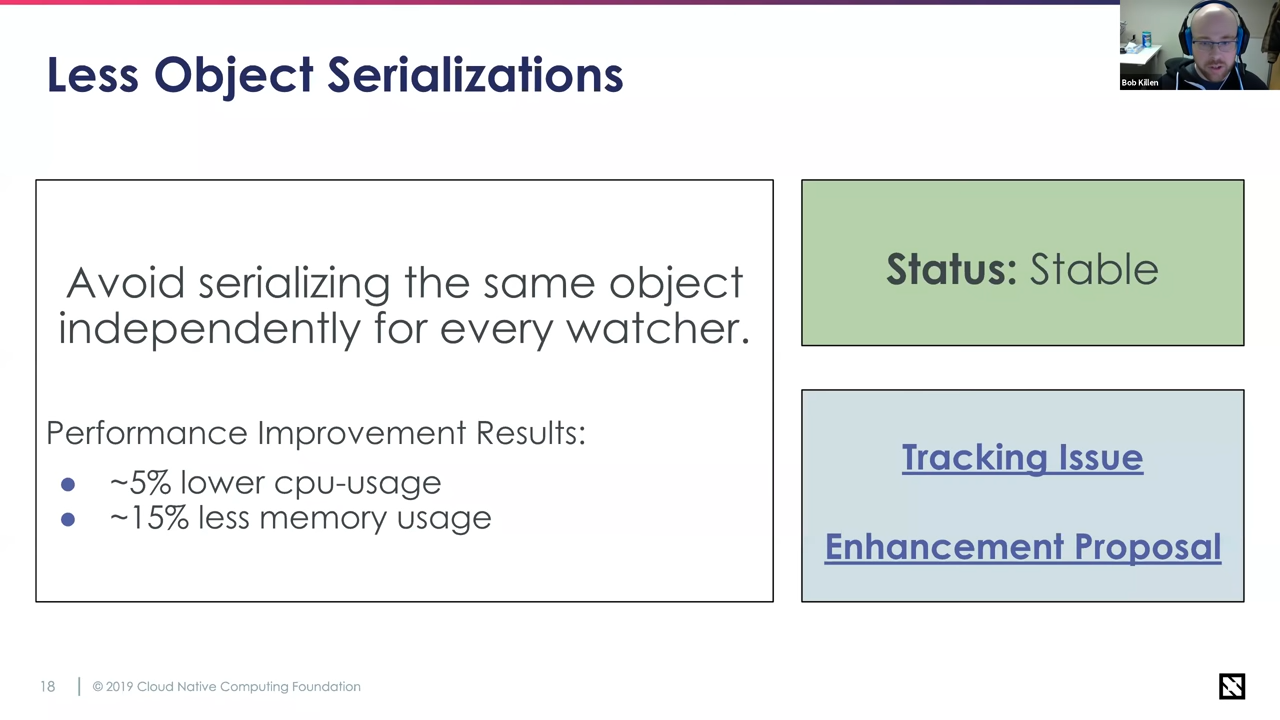 Less Object Serializations
Bob Killen
Avoid serializing the same object
independently for every watcher.
Performance Improvement Results:
● ~5% lower cpu-usage
● ~15% less memory usage
Status: Stable
Tracking Issue
Enhancement Proposal
18
© 2019 Cloud Native Computing Foundation